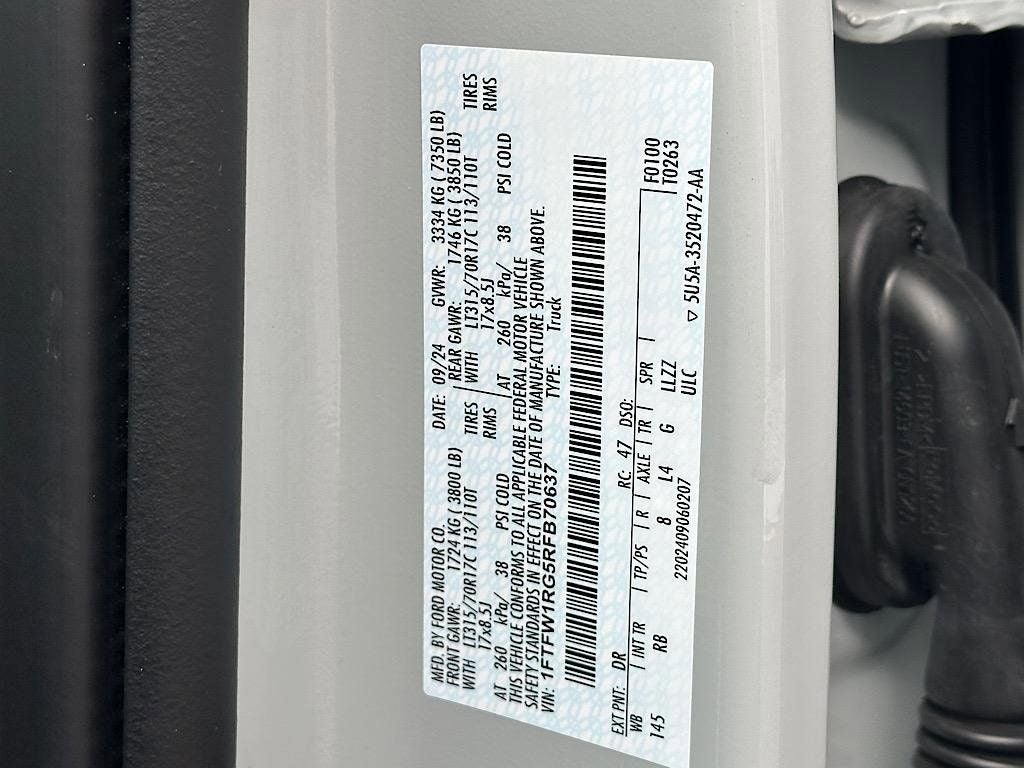 MFD. BY FORD MOTOR CO. DATE: 09/24 GVWR: 3334 KG ( 7350 LB)
FRONT GAWR: 1724 KG ( 3800 LB) REAR GAWR: 1746 KG ( 3850 LB)
WITH LT315/70R17C 113/110T TIRES WITH LT315/70R17C 113/110T TIRES
17x8.5J RIMS 17x8.5J RIMS
AT 260 kPa/ 38 PSI COLD AT 260 kPa/ 38 PSI COLD
THIS VEHICLE CONFORMS TO ALL APPLICABLE FEDERAL MOTOR VEHICLE
SAFETY STANDARDS IN EFFECT ON THE DATE OF MANUFACTURE SHOWN ABOVE.
VIN: 1FTFW1RG5RFB70637 TYPE: Truck
EXT PNT: DR RC: 47 DSO: F0100
WB INT TR TP/PS R AXLE TR SPR T0263
145 RB 8 L4 G LLZZ
2202409060207 ULC ▽ 5U5A-3520472-AA